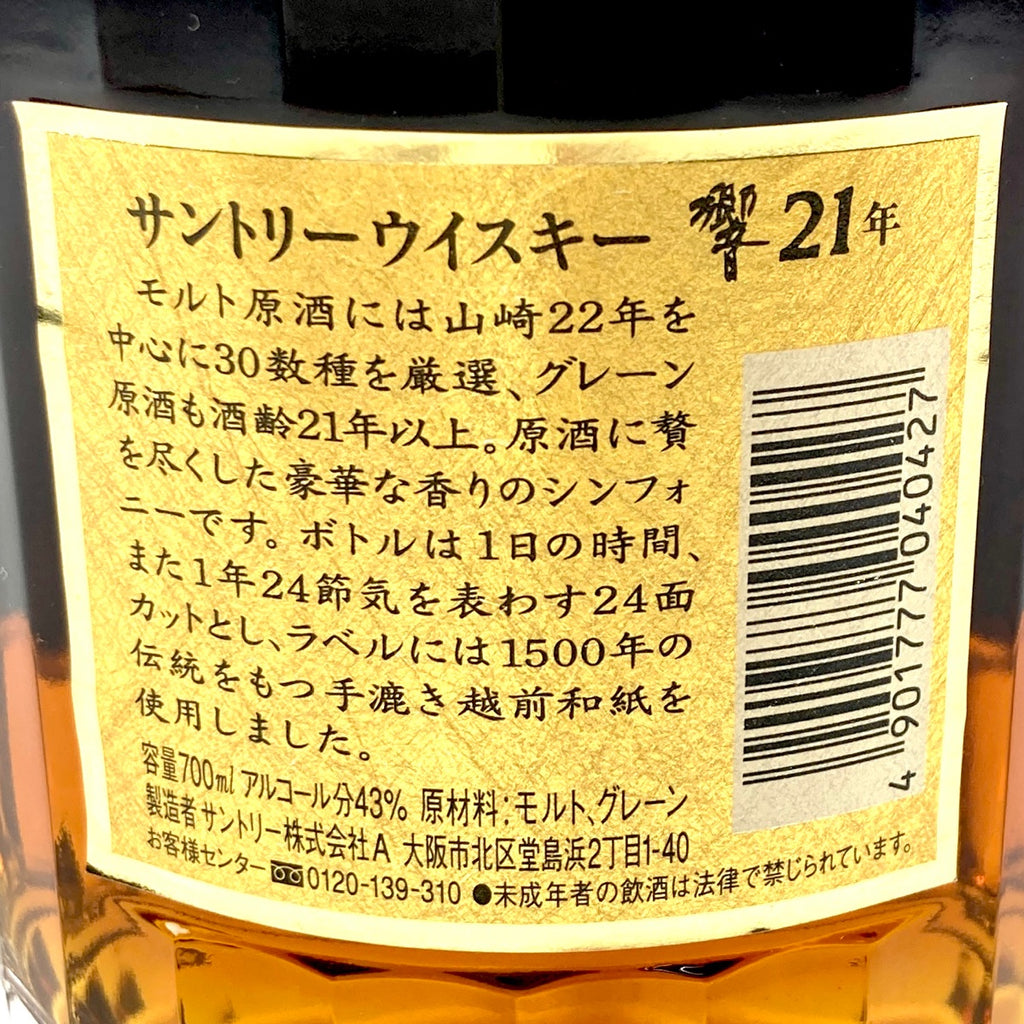 サントリーウイスキー 響 21年
モルト原酒には山崎22年を
中心に30数種を厳選、グレーン
原酒も酒齢21年以上。原酒に贅
を尽くした豪華な香りのシンフォ
ニーです。ボトルは1日の時間、
また1年24節気を表わす24面
カットとし、ラベルには1500年の
伝統をもつ手漉き越前和紙を
使用しました。
容量700ml アルコール分43% 原材料:モルト、グレーン
製造者 サントリー株式会社A 大阪市北区堂島浜2丁目1-40
お客様センター 0120-139-310 ●未成年者の飲酒は法律で禁じられています。
4 901777 040427